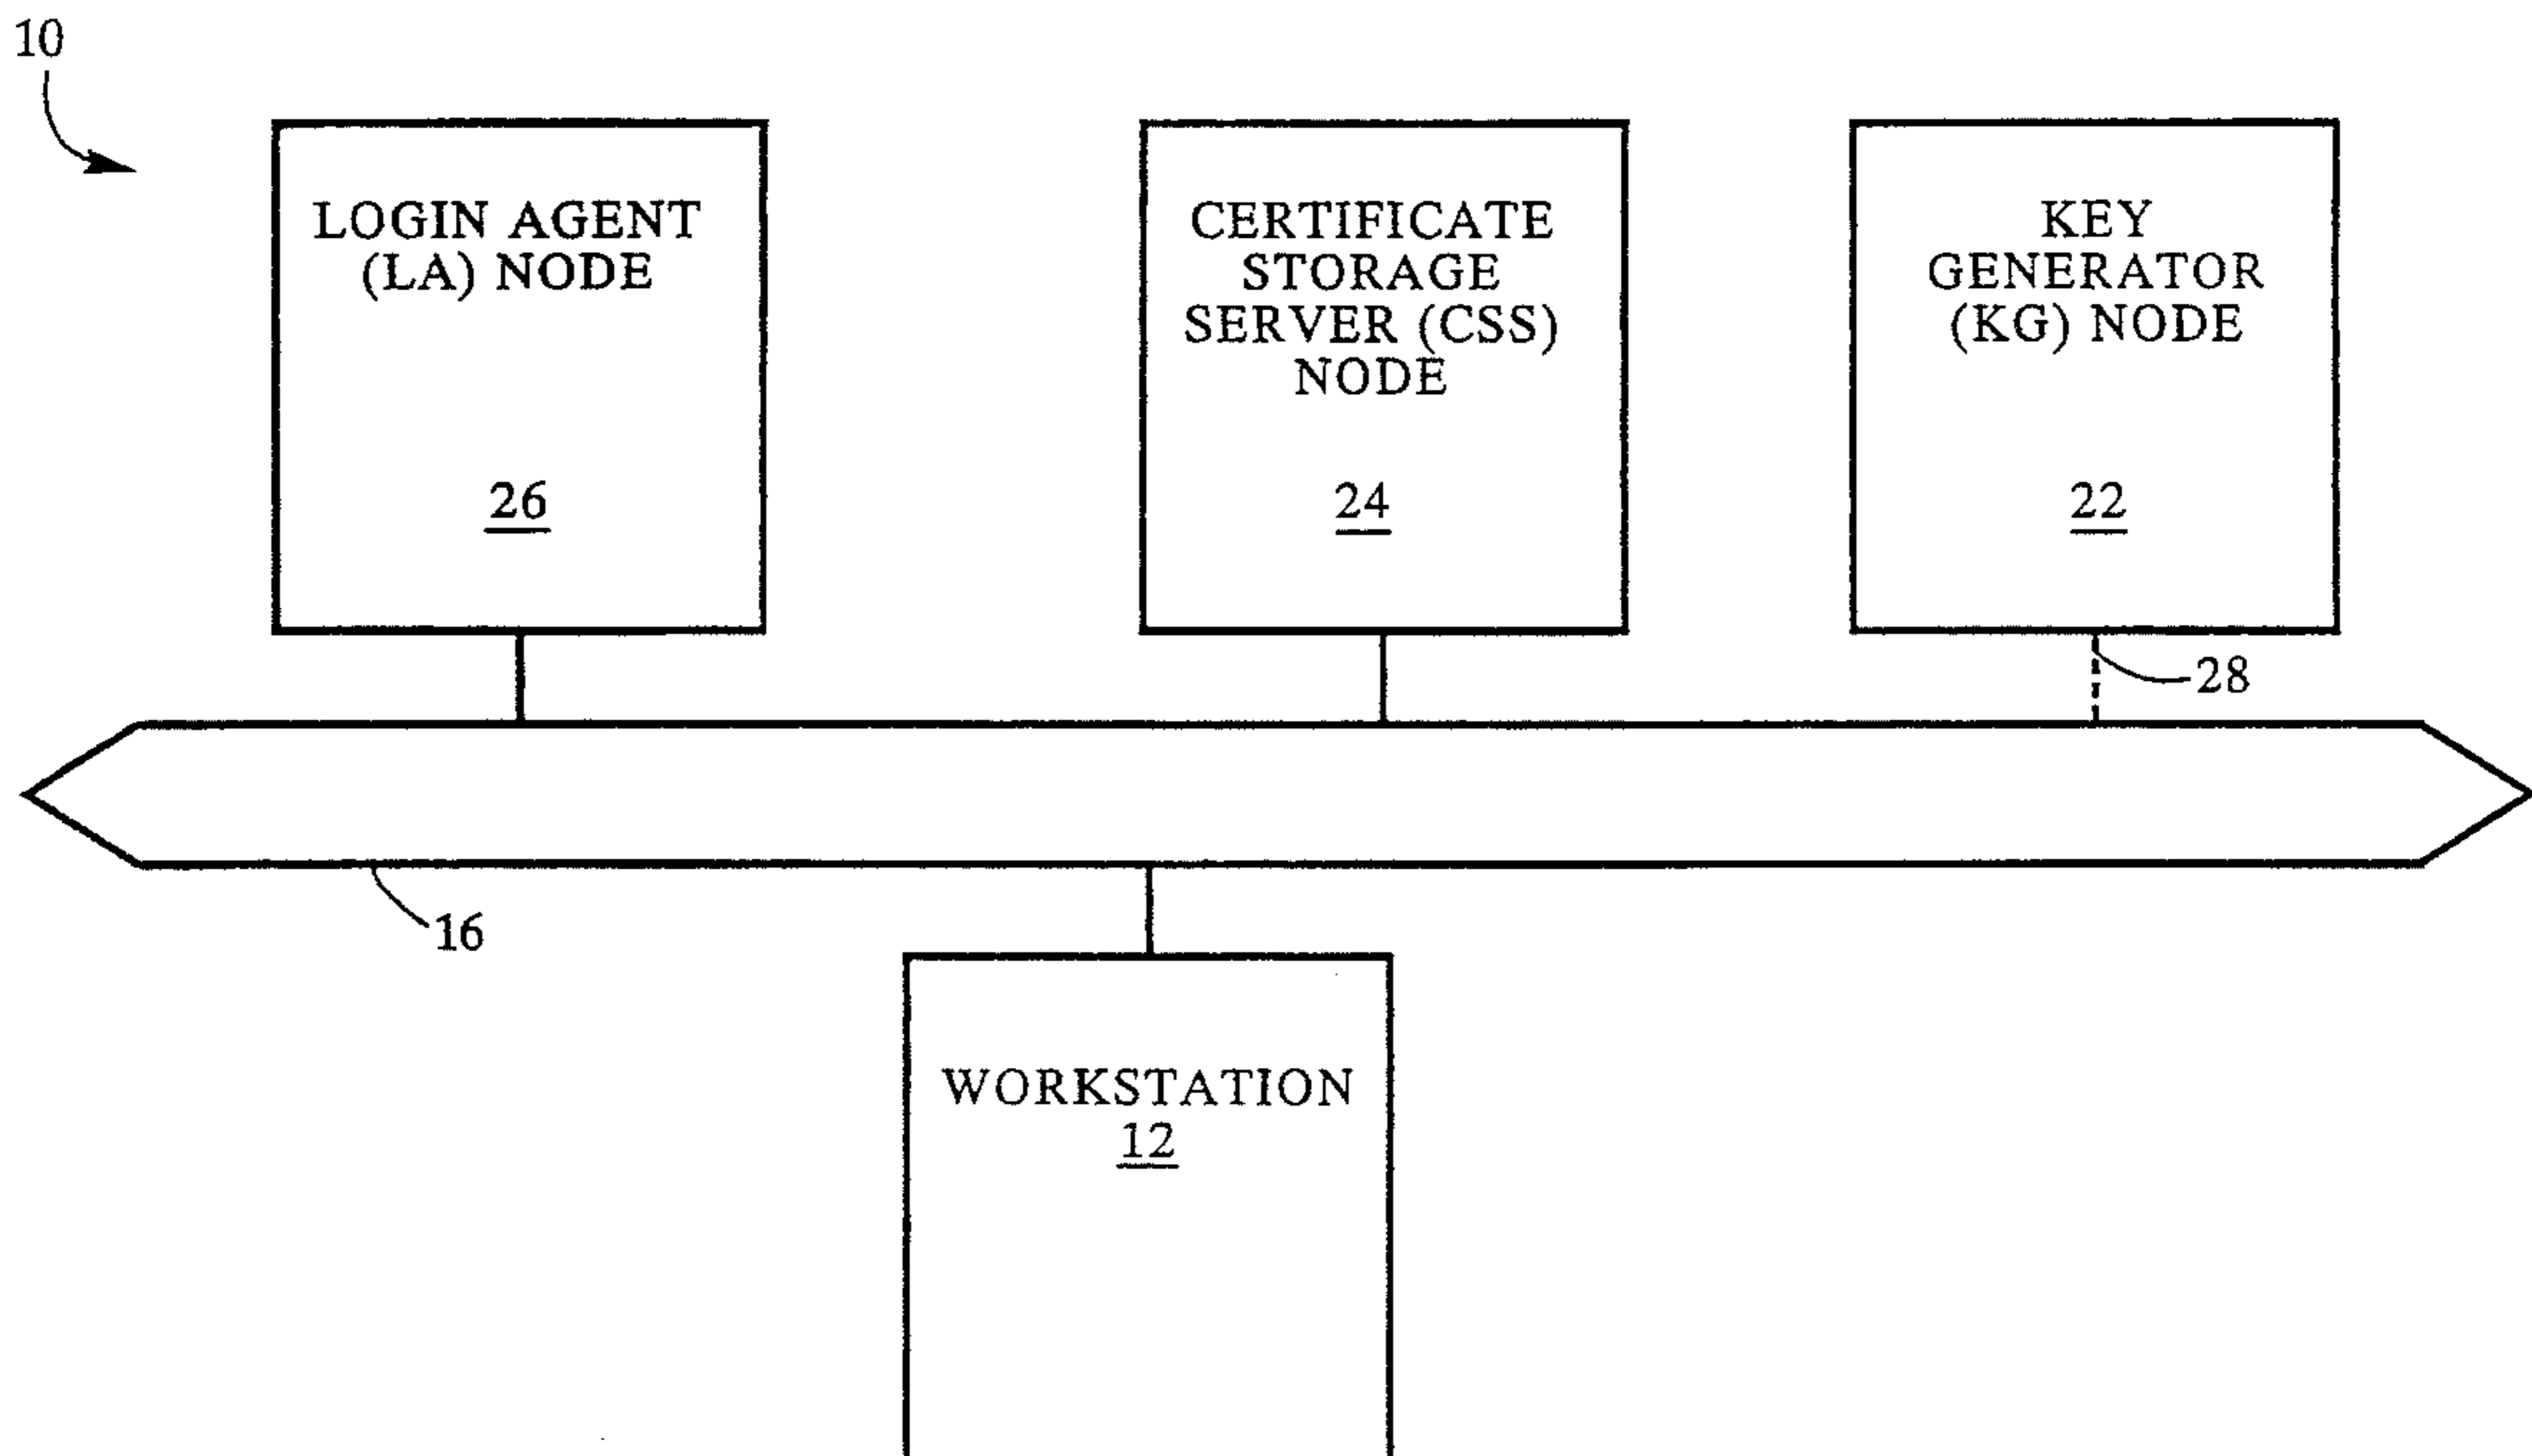 10
LOGIN AGENT
(LA) NODE
26
CERTIFICATE
STORAGE
SERVER (CSS)
NODE
24
KEY
GENERATOR
(KG) NODE
22
28
16
WORKSTATION
12